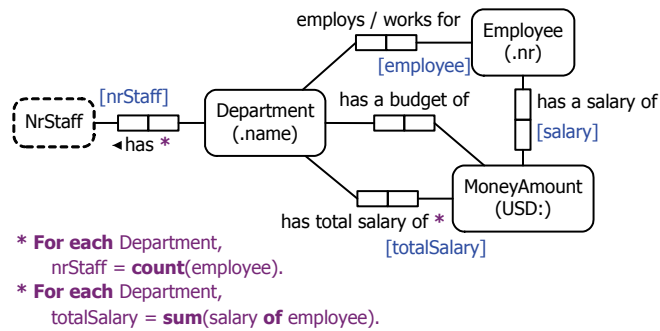 employs / works for
Employee
(.nr)
[employee]
[nrStaff]
NrStaff
◄ has *
Department
(.name)
has a budget of
has a salary of
[salary]
MoneyAmount
(USD:)
has total salary of *
[totalSalary]
* For each Department,
nrStaff = count(employee).
* For each Department,
totalSalary = sum(salary of employee).